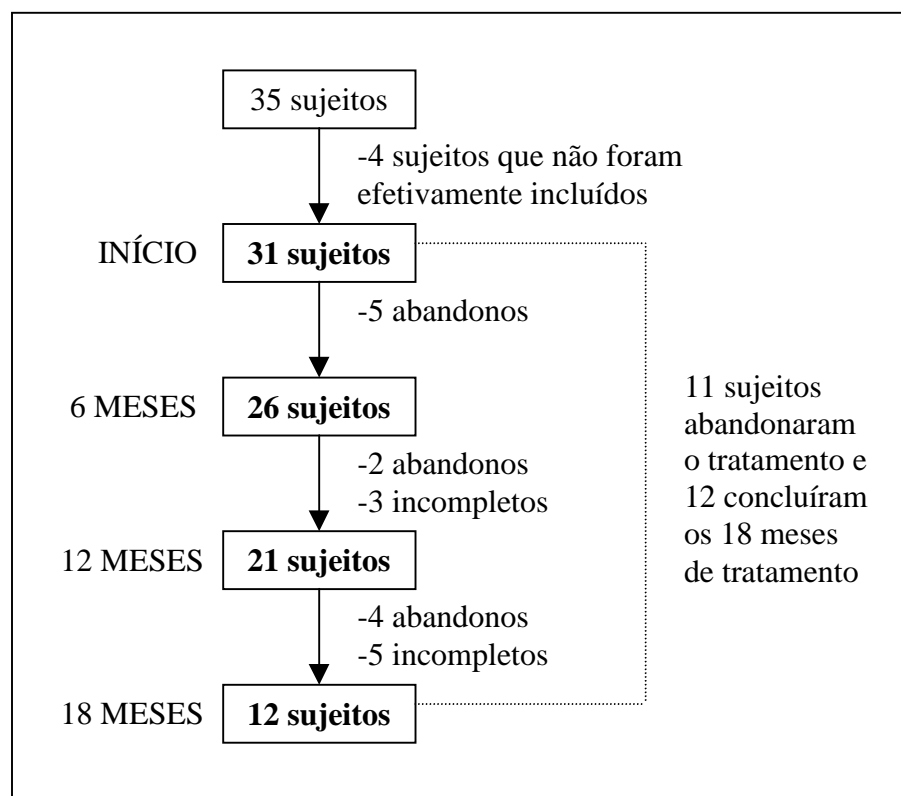 35 sujeitos
-4 sujeitos que não foram
efetivamente incluídos
INÍCIO
31 sujeitos
-5 abandonos
6 MESES
26 sujeitos
-2 abandonos
-3 incompletos
12 MESES
21 sujeitos
-4 abandonos
-5 incompletos
18 MESES
12 sujeitos
11 sujeitos
abandonaram
o tratamento e
12 concluíram
os 18 meses
de tratamento